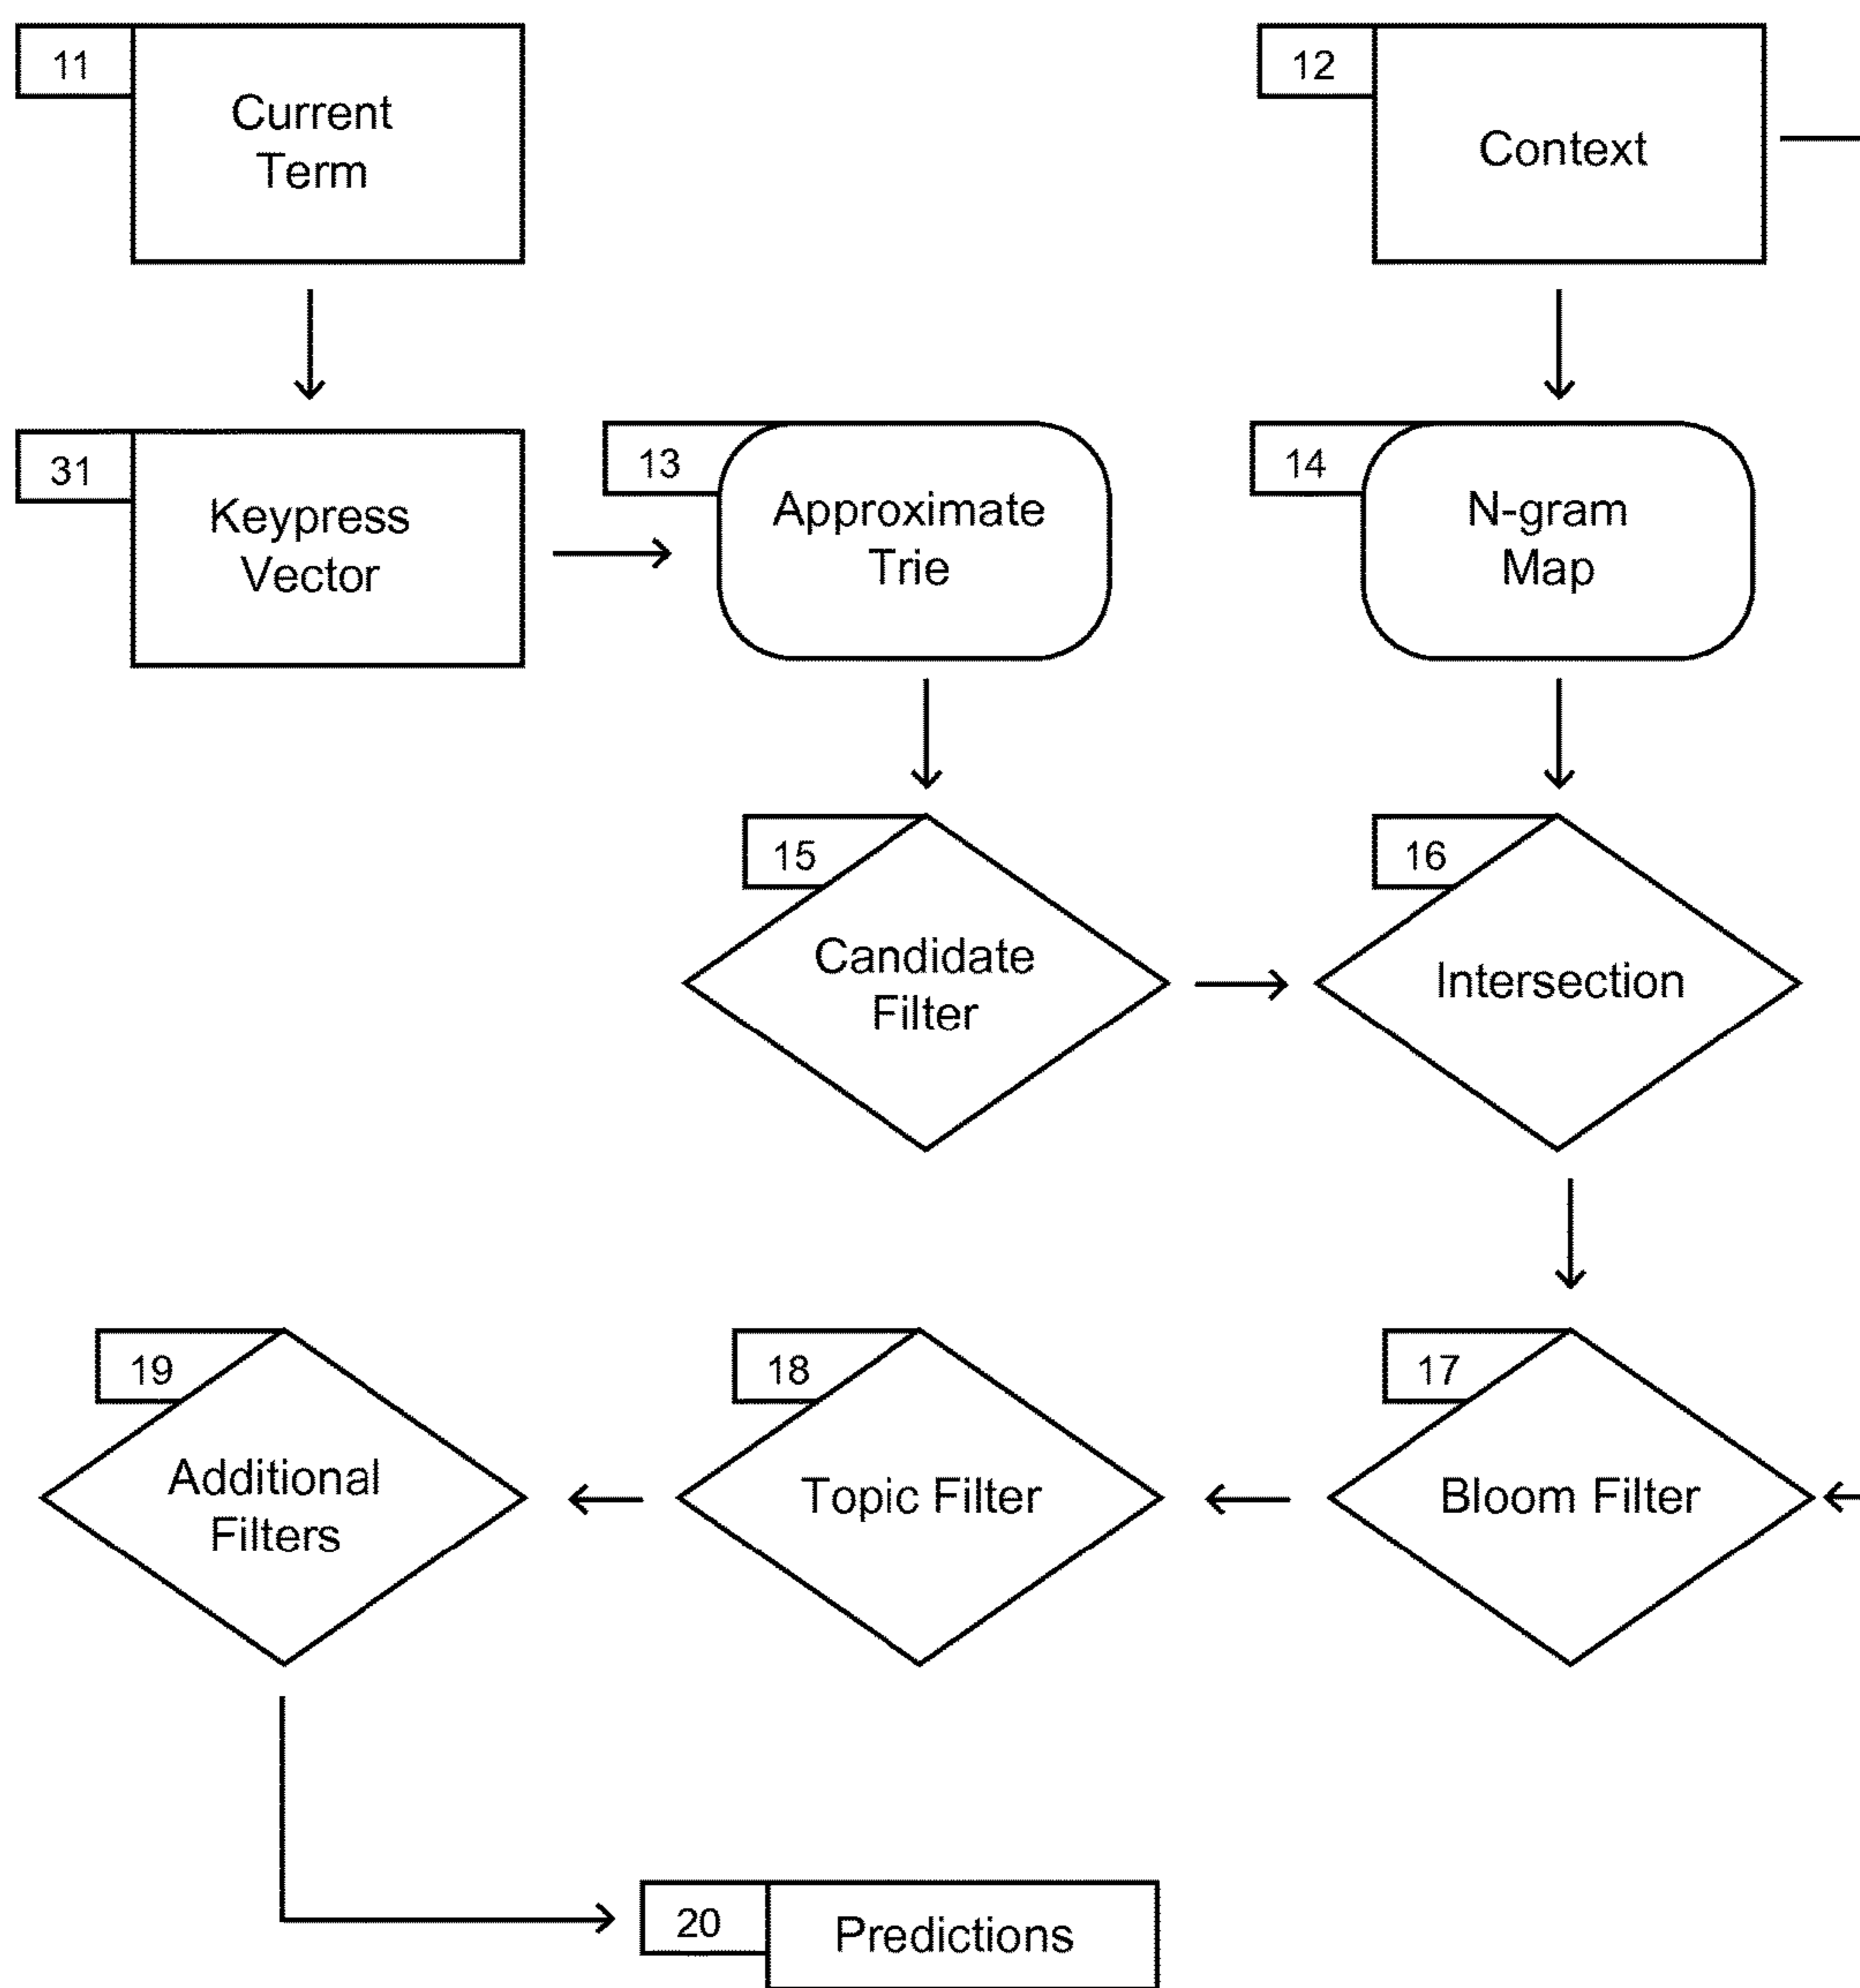 11
Current
Term
12
Context
31
Keypress
Vector
13
Approximate
Trie
14
N-gram
Map
15
Candidate
Filter
16
Intersection
19
Additional
Filters
18
Topic Filter
17
Bloom Filter
20
Predictions